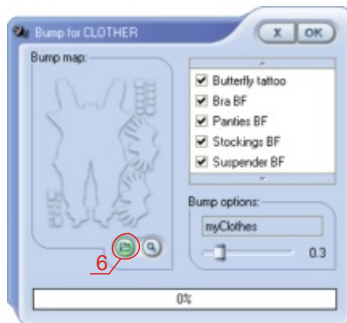 Bump for CLOTHER
X
OK
Bump map:
Butterfly tattoo
Bra BF
Panties BF
Stockings BF
Suspender BF
Bump options:
myClothes
0.3
6
0%